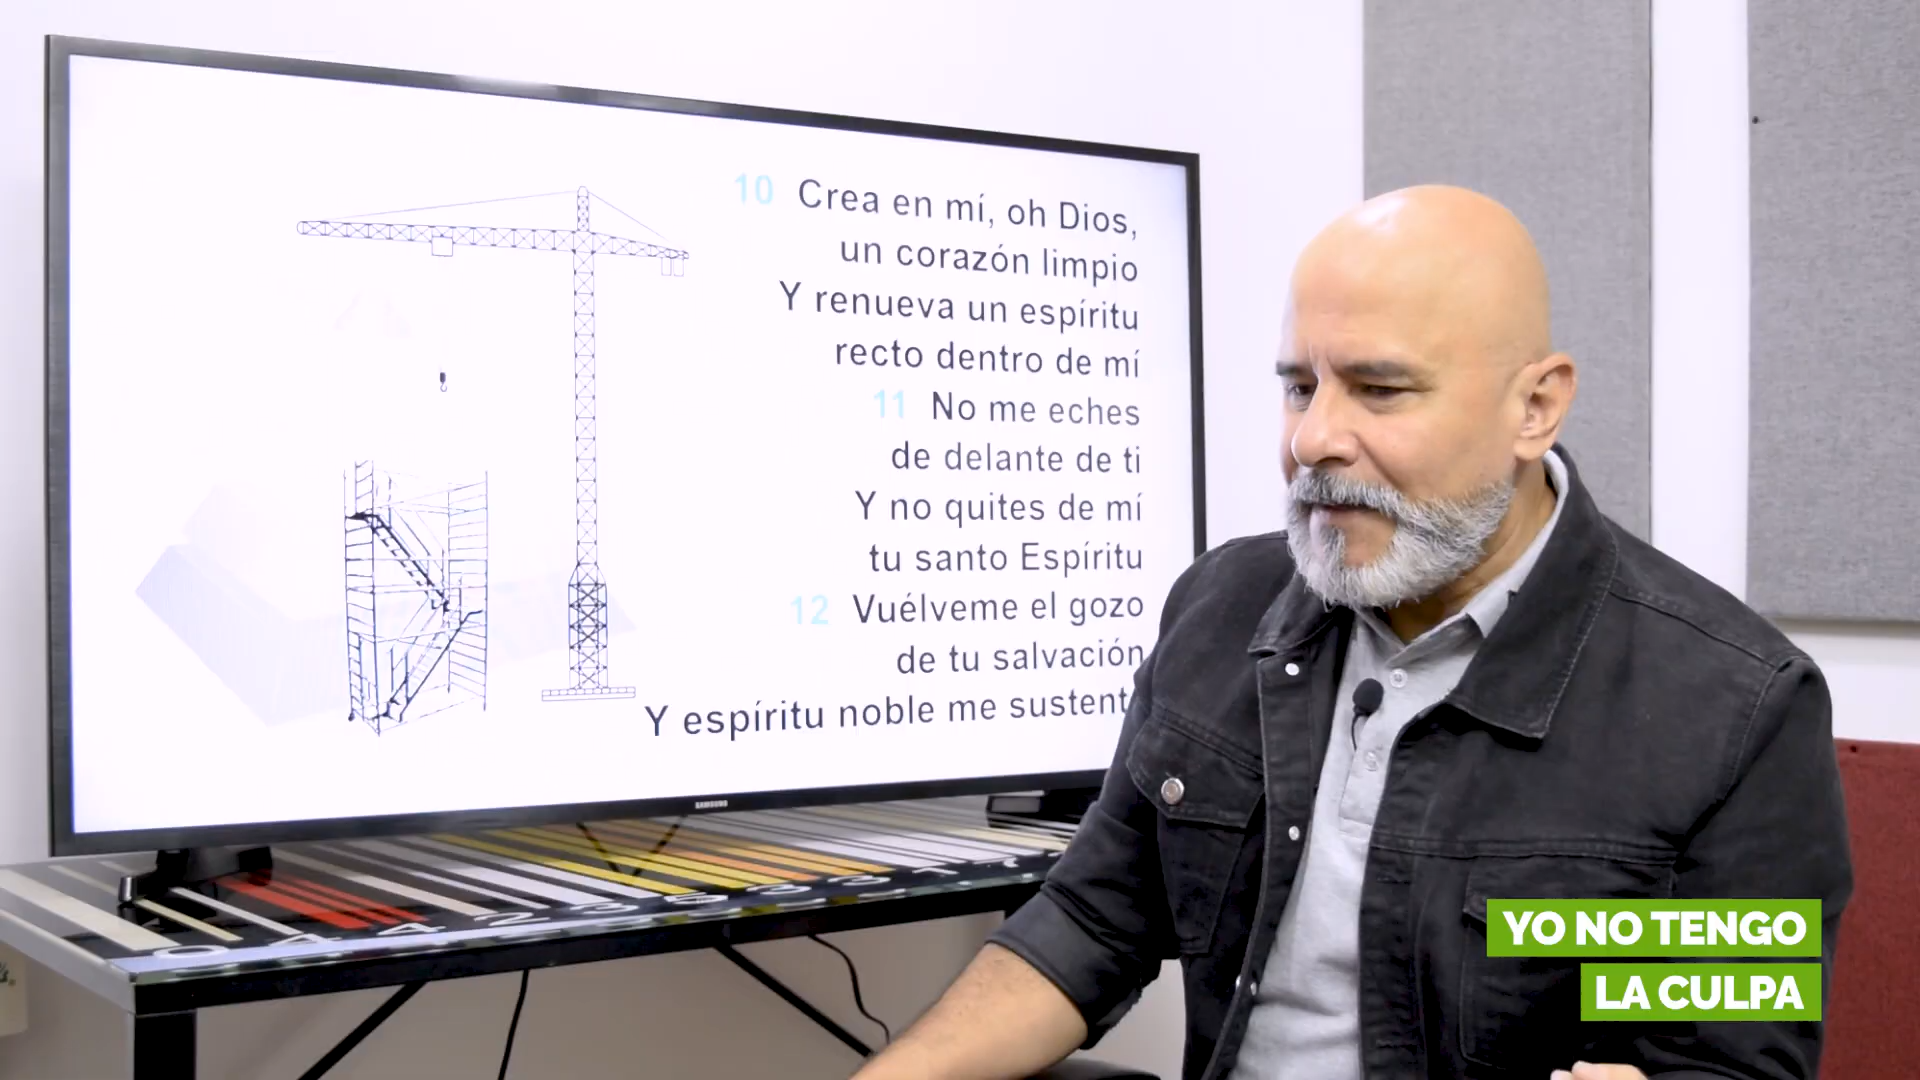 10 Crea en mí, oh Dios,
un corazón limpio
Y renueva un espíritu
recto dentro de mí
11 No me eches
de delante de ti
Y no quites de mí
tu santo Espíritu
12 Vuélveme el gozo
de tu salvación
Y espíritu noble me
SAMSUNG
YO NO TENGO
LA CULPA